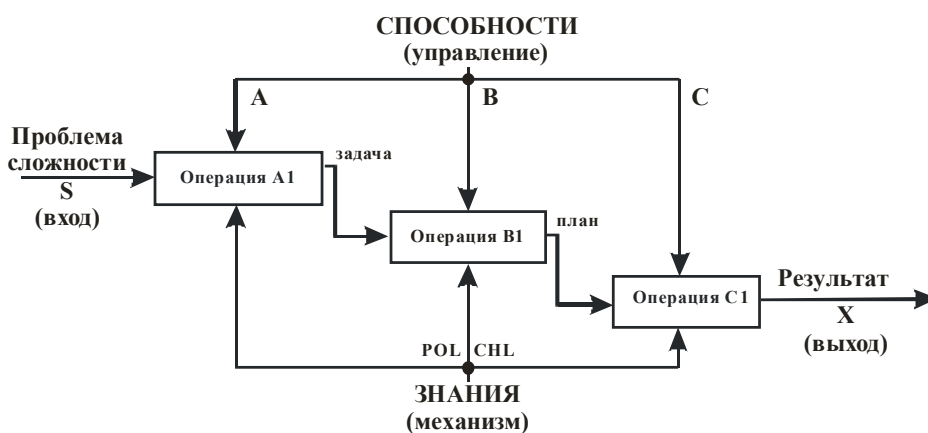 СПОСОБНОСТИ
(управление)
A
B
C
Проблема
сложности
S
(вход)
Операция A1
задача
Операция B1
план
Операция C1
Результат
X
(выход)
POL CHL
ЗНАНИЯ
(механизм)